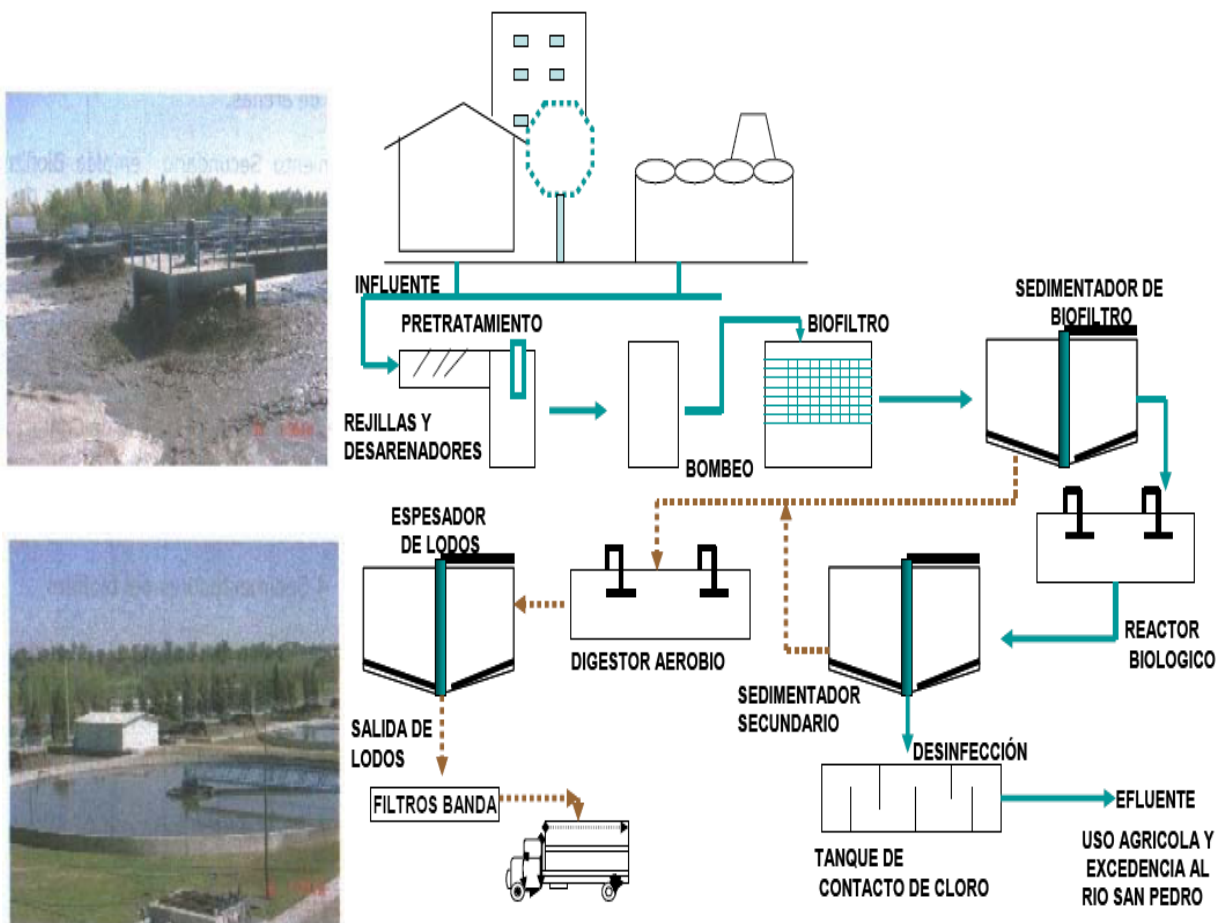 INFLUENTE
PRETRATAMIENTO
REJILLAS Y
DESARENADORES
BOMBEO
BIOFILTRO
SEDIMENTADOR DE
BIOFILTRO
REACTOR
BIOLOGICO
ESPESADOR
DE LODOS
DIGESTOR AEROBIO
SEDIMENTADOR
SECUNDARIO
SALIDA DE
LODOS
FILTROS BANDA
DESINFECCIÓN
TANQUE DE
CONTACTO DE CLORO
EFLUENTE
USO AGRICOLA Y
EXCEDENCIA AL
RIO SAN PEDRO